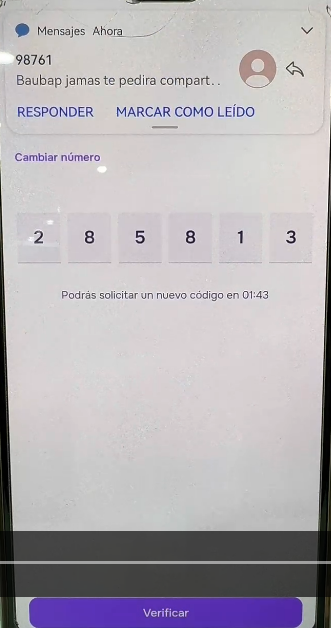 Mensajes Ahora
98761
Baubap jamas te pedira compart. .
RESPONDER MARCAR COMO LEÍDO
Cambiar número
2 8 5 8 1 3
Podrás solicitar un nuevo código en 01:43
Verificar